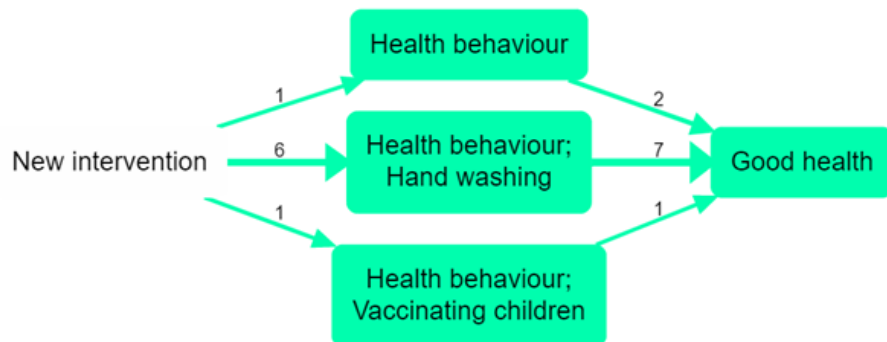 Health behaviour
1
2
New intervention
6
Health behaviour;
Hand washing
7
Good health
1
1
Health behaviour;
Vaccinating children